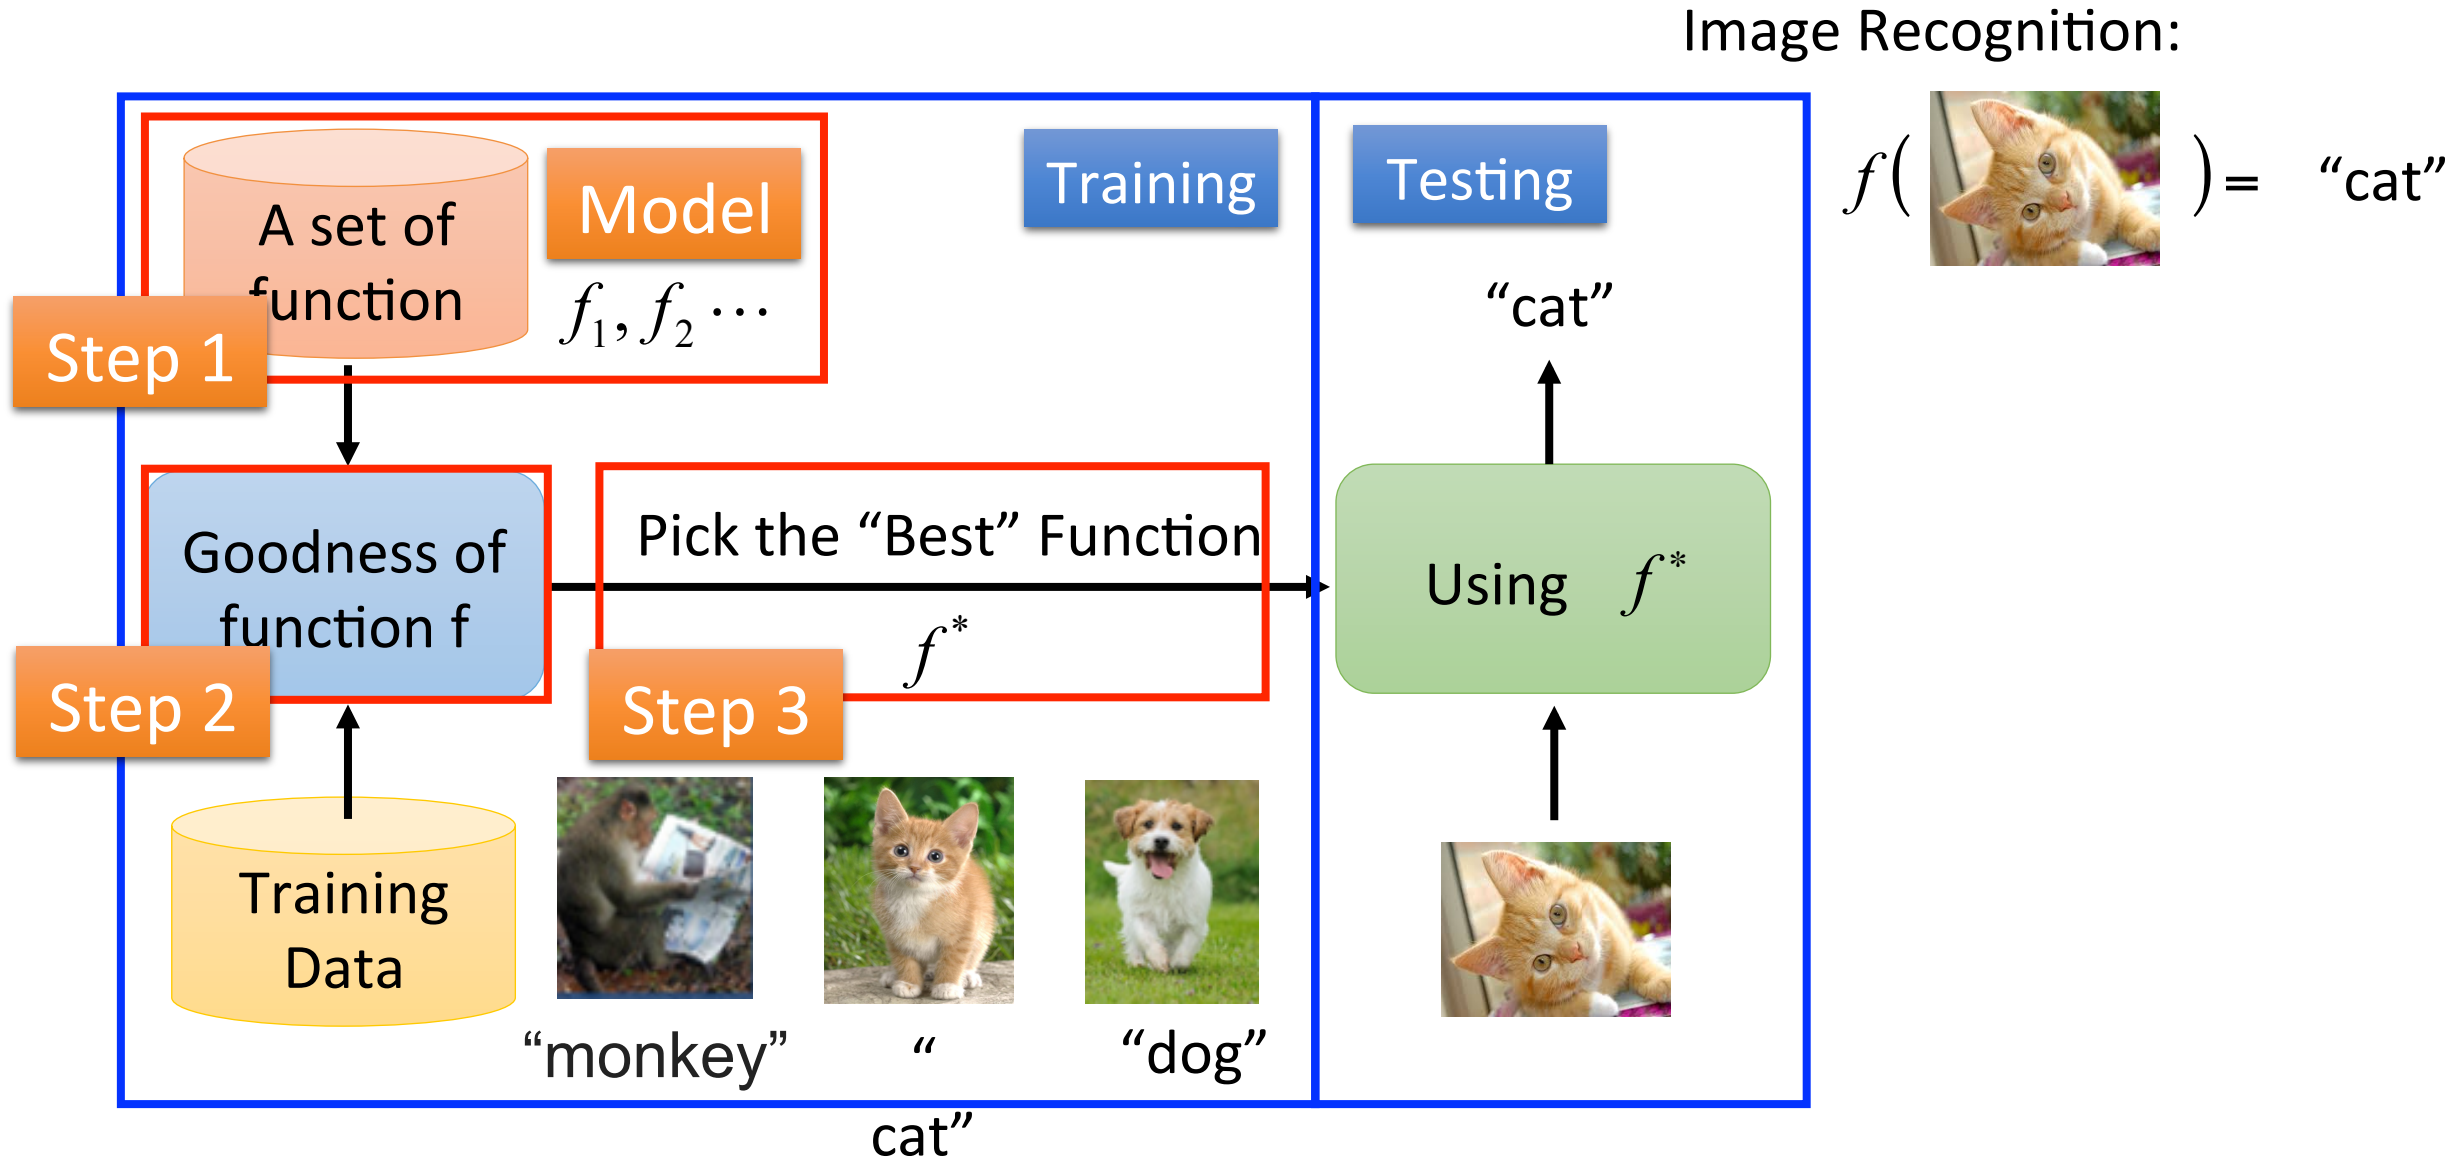 Image Recognition:
f( ) = “cat”
A set of
function
Model
f1, f2 ⋯
Step 1
Training
Testing
“cat”
Goodness of
function f
Step 2
Pick the “Best” Function
f*
Step 3
Using f*
Training
Data
“monkey”
“
cat”
“dog”